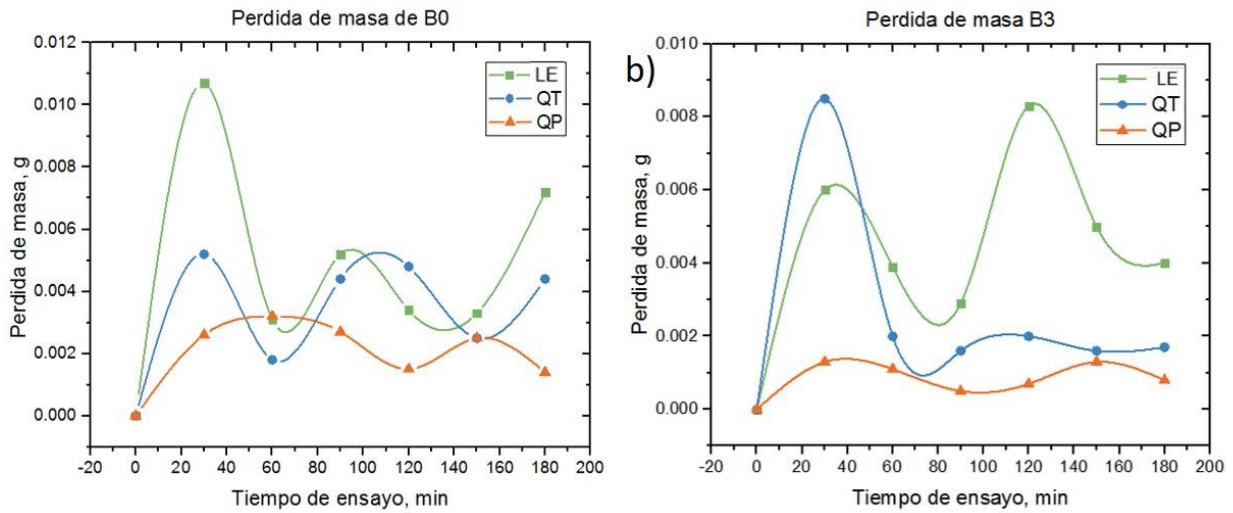 Perdida de masa de B0
0.012
0.010
0.008
0.006
0.004
0.002
0.000
Perdida de masa, g
LE
QT
QP
-20 0 20 40 60 80 100 120 140 160 180 200
Tiempo de ensayo, min
b)
Perdida de masa B3
0.010
0.008
0.006
0.004
0.002
0.000
Perdida de masa, g
LE
QT
QP
-20 0 20 40 60 80 100 120 140 160 180 200
Tiempo de ensayo, min